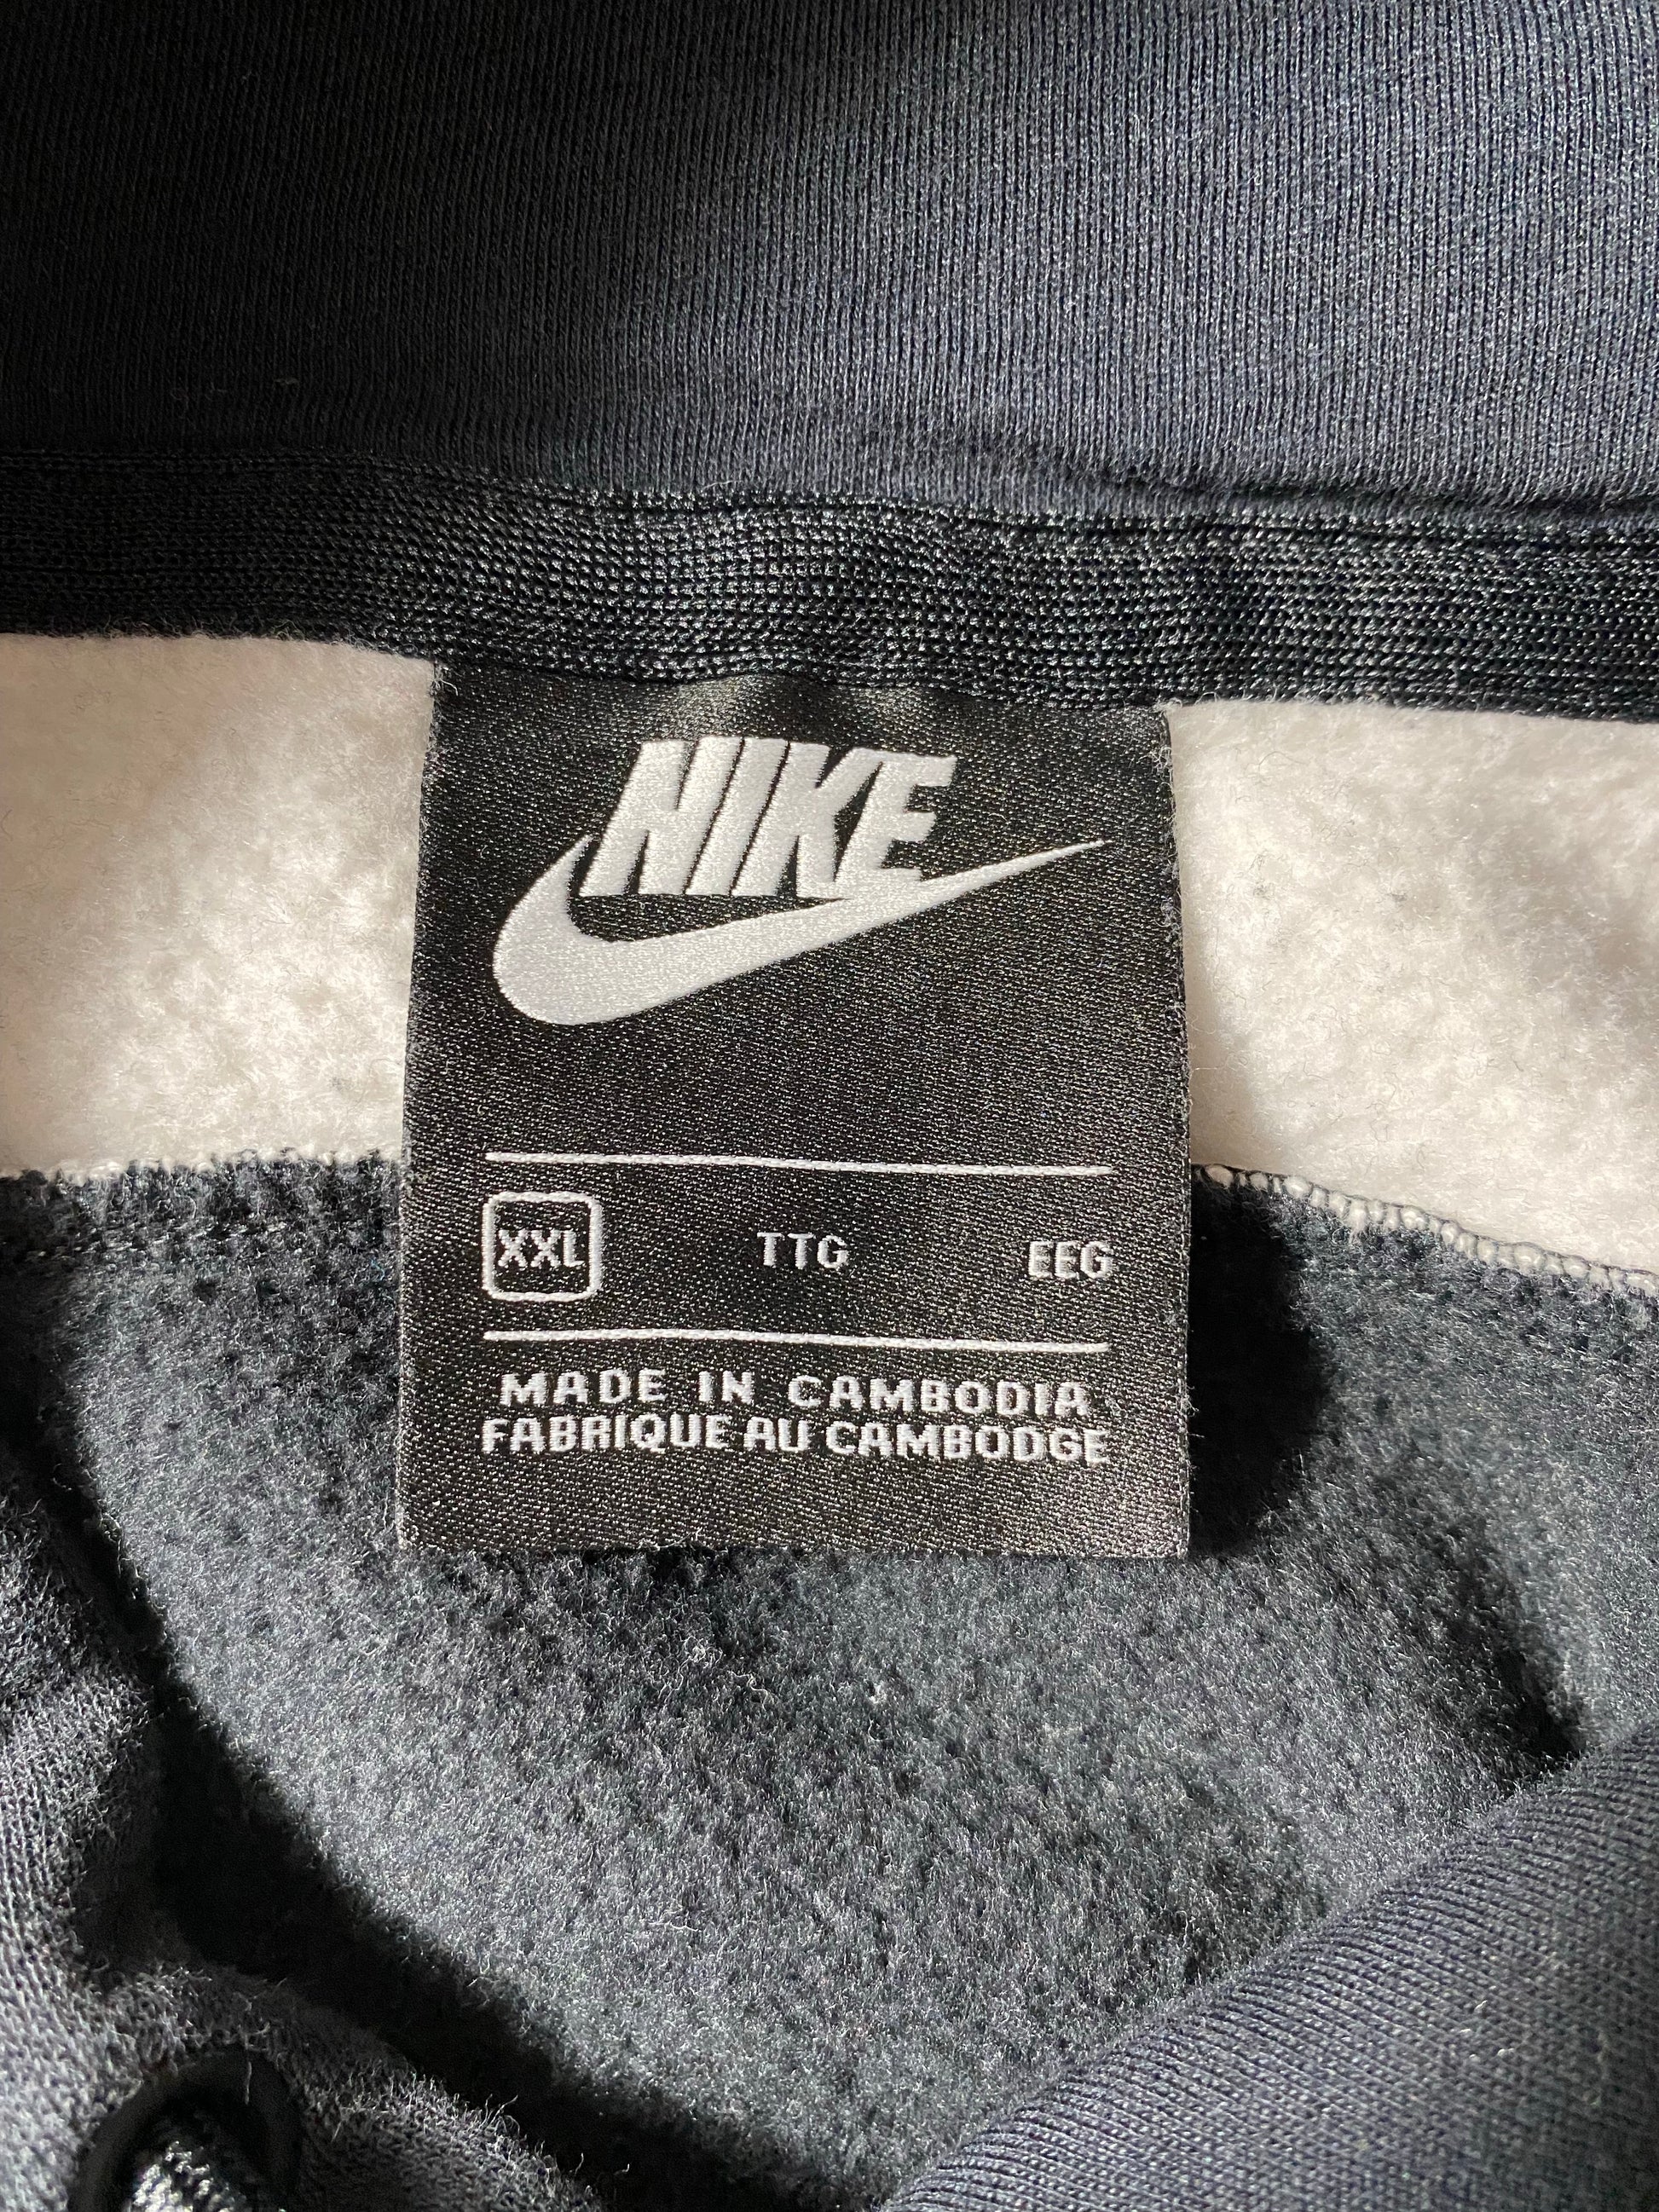 NIKE
XXL TTG EEG
MADE IN CAMBODIA
FABRIQUE AU CAMBODGE